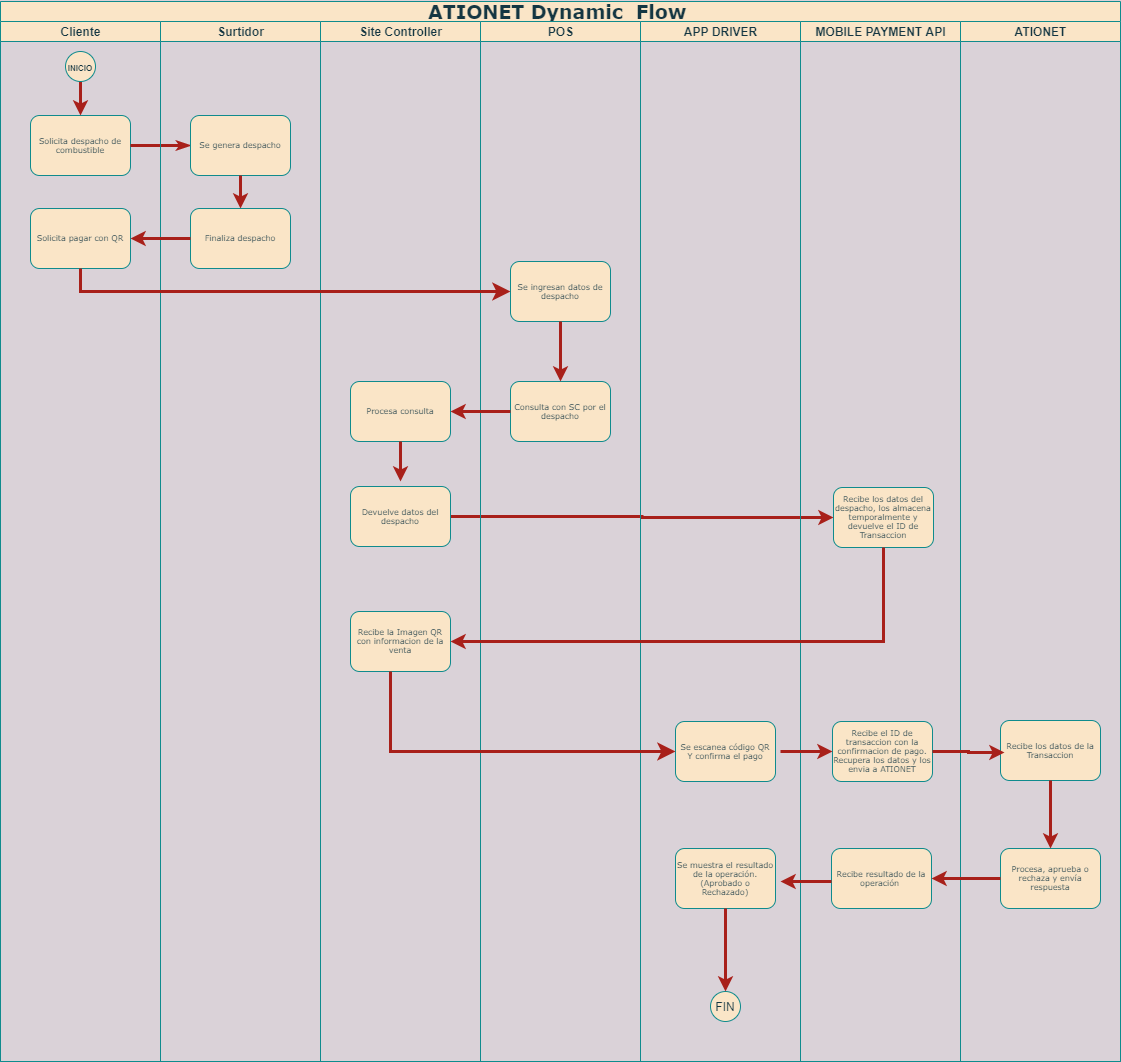 ATIONET Dynamic Flow
Cliente
Surtidor
Site Controller
POS
APP DRIVER
MOBILE PAYMENT API
ATIONET
INICIO
Solicita despacho de
combustible
Se genera despacho
Solicita pagar con QR
Finaliza despacho
Se ingresan datos de
despacho
Procesa consulta
Consulta con SC por el
despacho
Devuelve datos del
despacho
Recibe los datos del
despacho, los almacena
temporalmente y
devuelve el ID de
Transaccion
Recibe la Imagen QR
con informacion de la
venta
Se escanea código QR
Y confirma el pago
Recibe el ID de
transaccion con la
confirmacion de pago.
Recupera los datos y los
envia a ATIONET
Recibe los datos de la
Transaccion
Se muestra el resultado
de la operación.
(Aprobado o
Rechazado)
Recibe resultado de la
operación
Procesa, aprueba o
rechaza y envía
respuesta
FIN